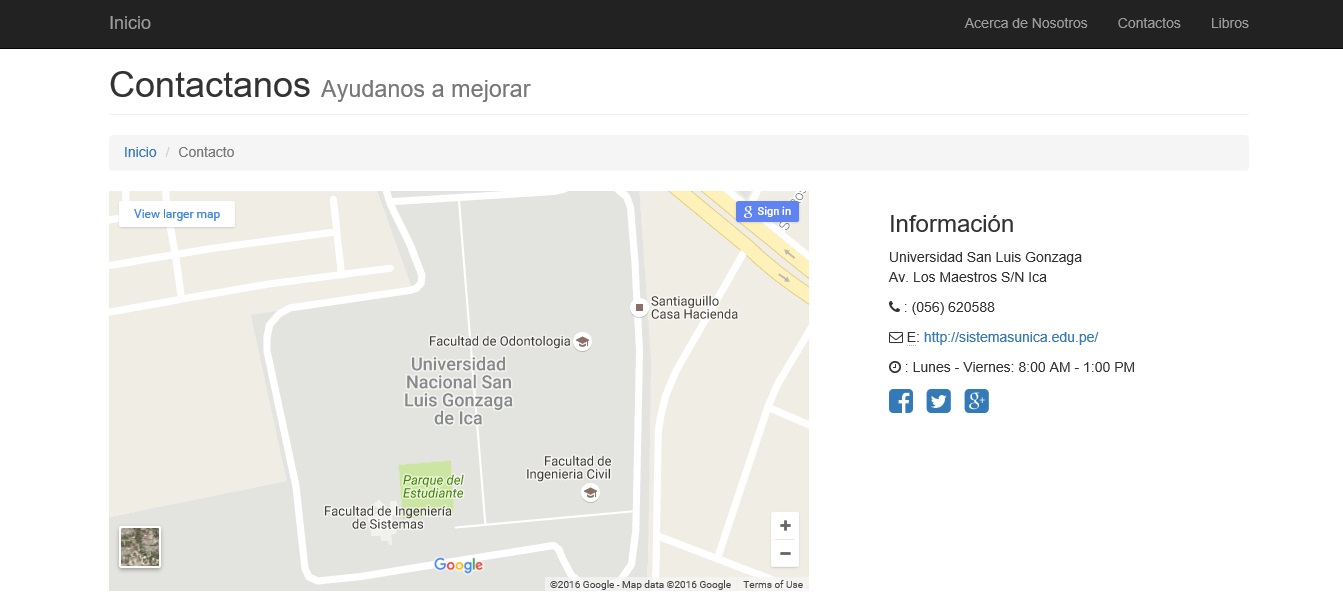 Inicio Acerca de Nosotros Contactos Libros
Contactanos Ayudanos a mejorar
Inicio / Contacto
View larger map
Sign in
Santiaguillo
Casa Hacienda
Facultad de Odontologia
Universidad
Nacional San
Luis Gonzaga
de Ica
Facultad de
Ingenieria Civil
Parque del
Estudiante
Facultad de Ingeniería
de Sistemas
+
−
Google
©2016 Google - Map data ©2016 Google Terms of Use
Información
Universidad San Luis Gonzaga
Av. Los Maestros S/N Ica
: (056) 620588
E: http://sistemasunica.edu.pe/
: Lunes - Viernes: 8:00 AM - 1:00 PM